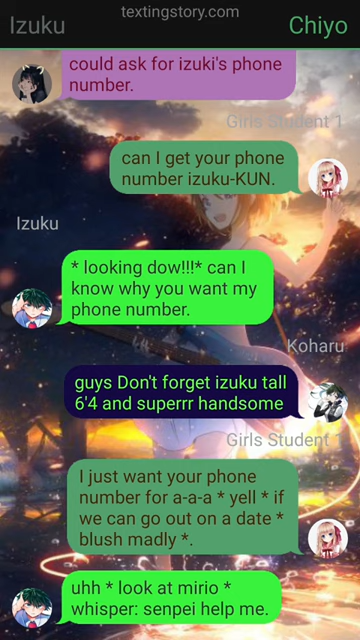 textingstory.com
Izuku
Chiyo
could ask for izuki's phone
number.
Girls Student 1
can I get your phone
number izuku-KUN.
Izuku
* looking dow!!!* can I
know why you want my
phone number.
Koharu
guys Don't forget izuku tall
6'4 and superrr handsome
Girls Student 1
I just want your phone
number for a-a-a * yell * if
we can go out on a date *
blush madly *.
uhh * look at mirio *
whisper: senpei help me.